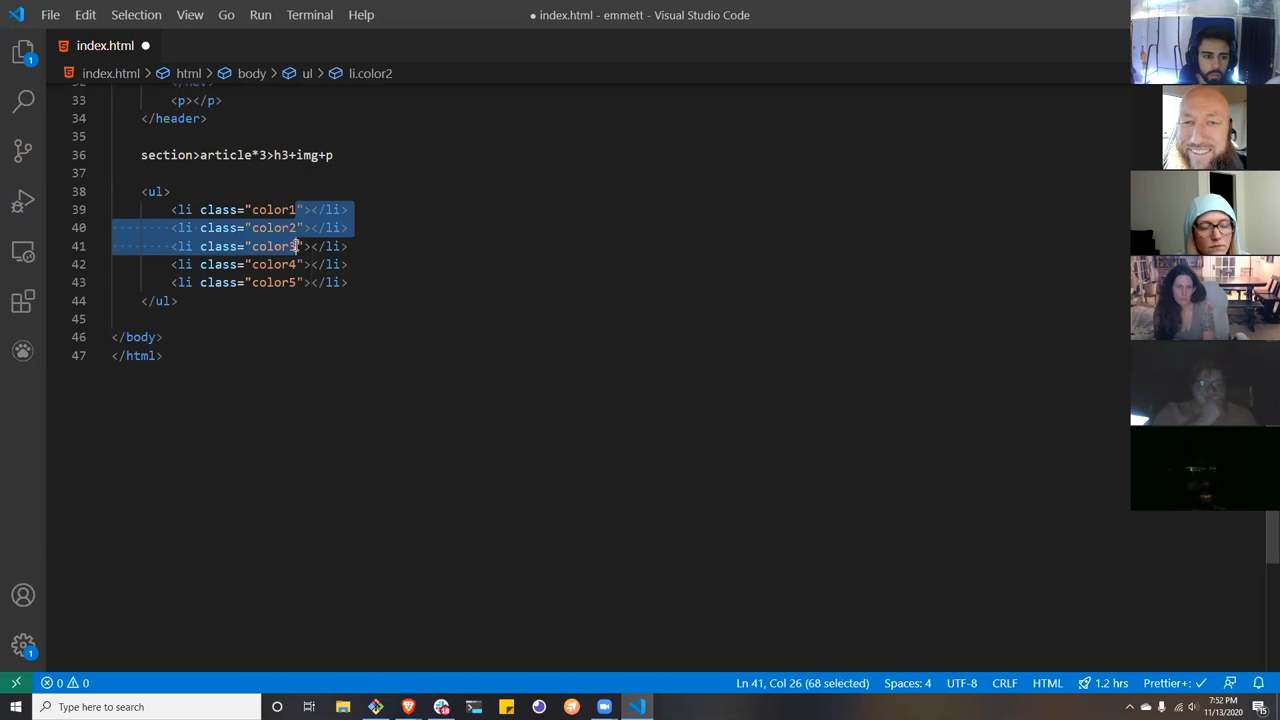 File Edit Selection View Go Run Terminal Help
● index.html - emmett - Visual Studio Code
index.html ●
index.html > html > body > ul > li.color2
33 <p></p>
34 </header>
35
36 section>article*3>h3+img+p
37
38 <ul>
39 <li class="color1"></li>
40 <li class="color2"></li>
41 <li class="color3"></li>
42 <li class="color4"></li>
43 <li class="color5"></li>
44 </ul>
45
46 </body>
47 </html>
1
1
0 0 Ln 41, Col 26 (68 selected) Spaces: 4 UTF-8 CRLF HTML 1.2 hrs Prettier+: ✓
Type here to search
7:52 PM
11/13/2020